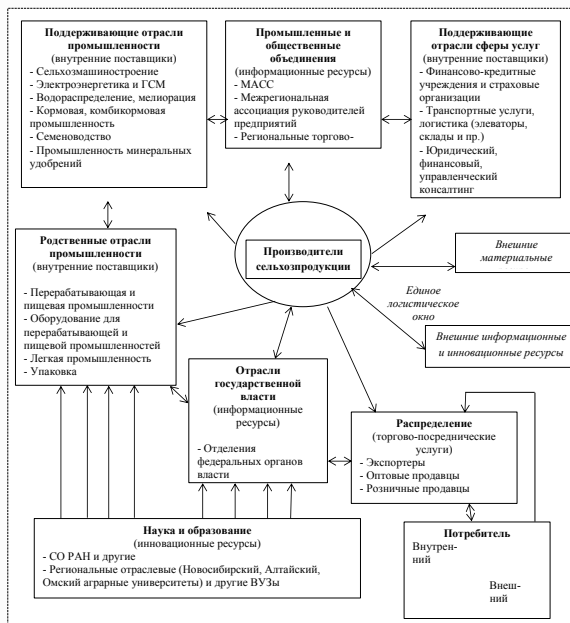 Поддерживающие отрасли
промышленности
(внутренние поставщики)
- Сельхозмашиностроение
- Электроэнергетика и ГСМ
- Водораспределение, мелиорация
- Кормовая, комбикормовая
промышленность
- Семеноводство
- Промышленность минеральных
удобрений
Промышленные и
общественные
объединения
(информационные ресурсы)
- МАСС
- Межрегиональная
ассоциация руководителей
предприятий
- Региональные торгово-
Поддерживающие
отрасли сферы услуг
(внутренние поставщики)
- Финансово-кредитные
учреждения и страховые
организации
- Транспортные услуги,
логистика (элеваторы,
склады и пр.)
- Юридический,
финансовый,
управленческий
консалтинг
Родственные отрасли
промышленности
(внутренние поставщики)
- Перерабатывающая и
пищевая промышленности
- Оборудование для
перерабатывающей и
пищевой промышленностей
- Легкая промышленность
- Упаковка
Производители
сельхозпродукции
Внешние
материальные
Единое
логистическое
окно
Внешние информационные
и инновационные ресурсы
Отрасли
государственной
власти
(информационные
ресурсы)
- Отделения
федеральных органов
власти
Распределение
(торгово-посреднические
услуги)
- Экспортеры
- Оптовые продавцы
- Розничные продавцы
Наука и образование
(инновационные ресурсы)
- СО РАН и другие
- Региональные отраслевые (Новосибирский, Алтайский,
Омский аграрные университеты) и другие ВУЗы
Потребитель
Внутрен-
ний
Внеш-
ний